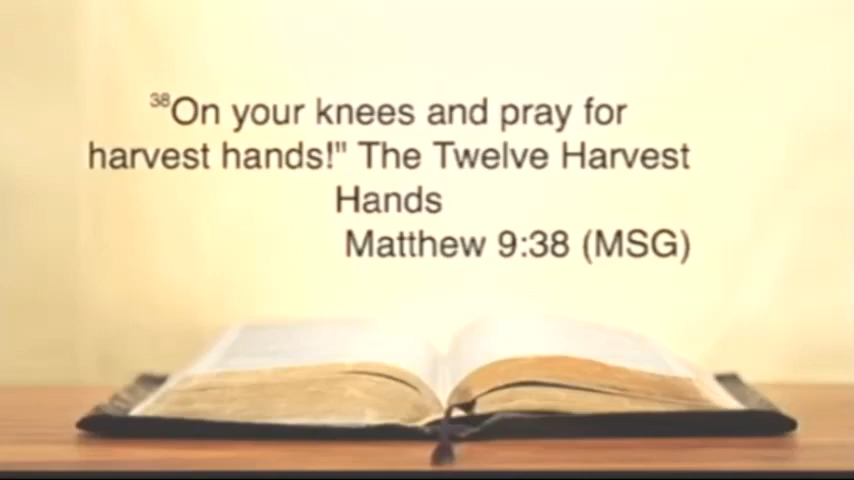 38On your knees and pray for
harvest hands!" The Twelve Harvest
Hands
Matthew 9:38 (MSG)